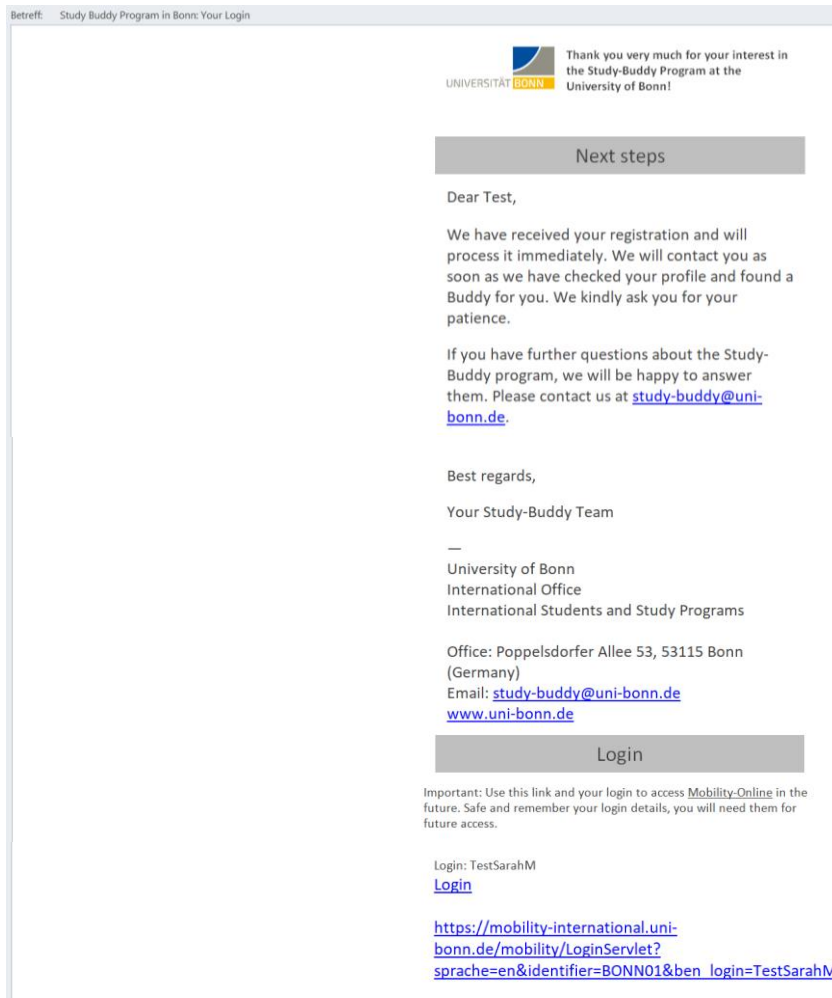 Betreff: Study Buddy Program in Bonn: Your Login
UNIVERSITÄT BONN
Thank you very much for your interest in
the Study-Buddy Program at the
University of Bonn!
Next steps
Dear Test,
We have received your registration and will
process it immediately. We will contact you as
soon as we have checked your profile and found a
Buddy for you. We kindly ask you for your
patience.
If you have further questions about the Study-
Buddy program, we will be happy to answer
them. Please contact us at study-buddy@uni-
bonn.de.
Best regards,
Your Study-Buddy Team
—
University of Bonn
International Office
International Students and Study Programs
Office: Poppelsdorfer Allee 53, 53115 Bonn
(Germany)
Email: study-buddy@uni-bonn.de
www.uni-bonn.de
Login
Important: Use this link and your login to access Mobility-Online in the
future. Safe and remember your login details, you will need them for
future access.
Login: TestSarahM
Login
https://mobility-international.uni-
bonn.de/mobility/LoginServlet?
sprache=en&identifier=BONN01&ben_login=TestSarahM